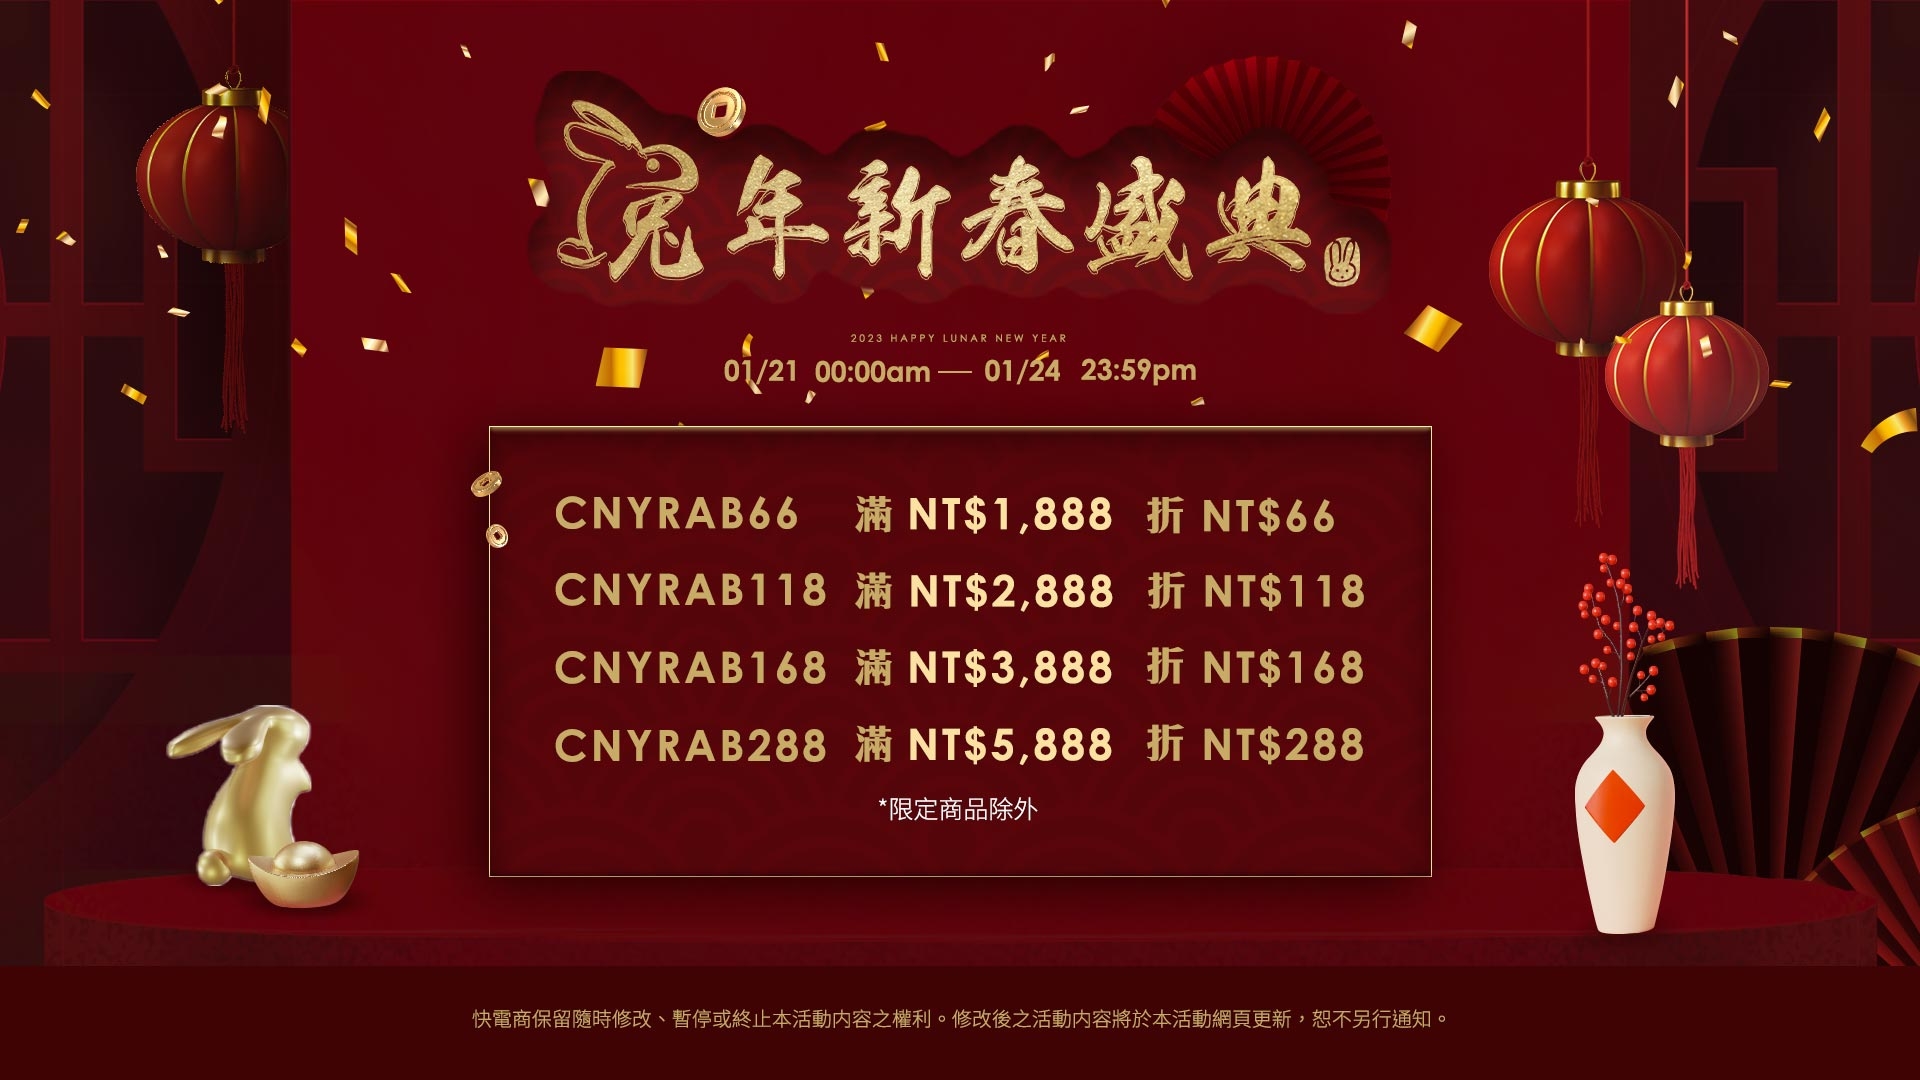 兔年新春盛典
2023 HAPPY LUNAR NEW YEAR
01/21 00:00am — 01/24 23:59pm
CNYRAB66 滿 NT$1,888 折 NT$66
CNYRAB118 滿 NT$2,888 折 NT$118
CNYRAB168 滿 NT$3,888 折 NT$168
CNYRAB288 滿 NT$5,888 折 NT$288
*限定商品除外
快電商保留隨時修改、暫停或終止本活動內容之權利。修改後之活動內容將於本活動網頁更新，恕不另行通知。